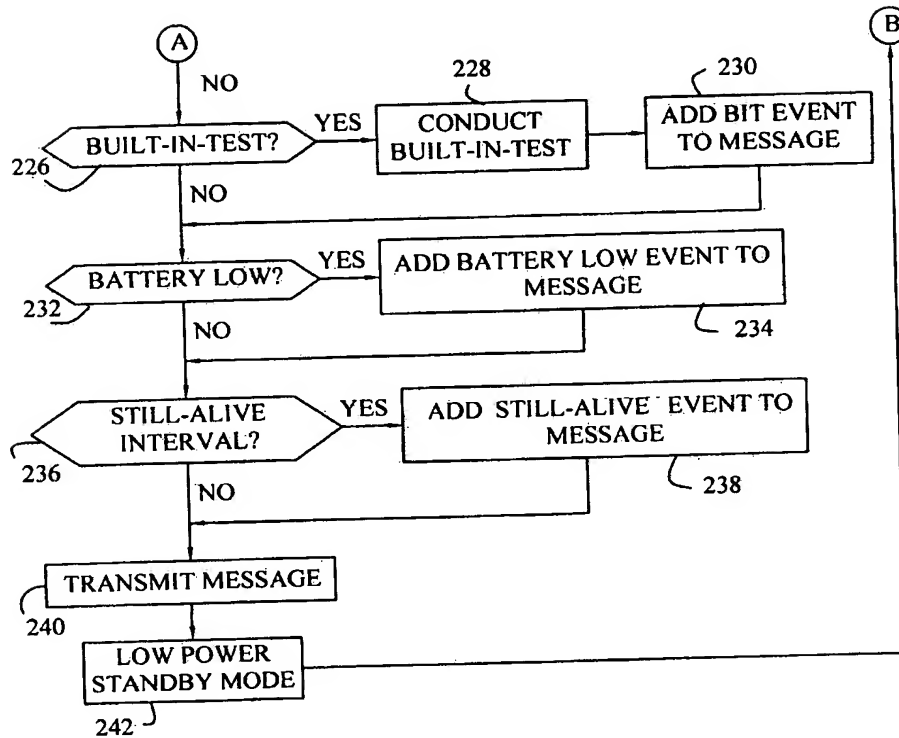 A
B
NO
228
230
BUILT-IN-TEST?
YES
CONDUCT
BUILT-IN-TEST
ADD BIT EVENT
TO MESSAGE
226
NO
BATTERY LOW?
YES
ADD BATTERY LOW EVENT TO
MESSAGE
232
NO
234
STILL-ALIVE
INTERVAL?
YES
ADD STILL-ALIVE EVENT TO
MESSAGE
236
NO
238
TRANSMIT MESSAGE
240
LOW POWER
STANDBY MODE
242